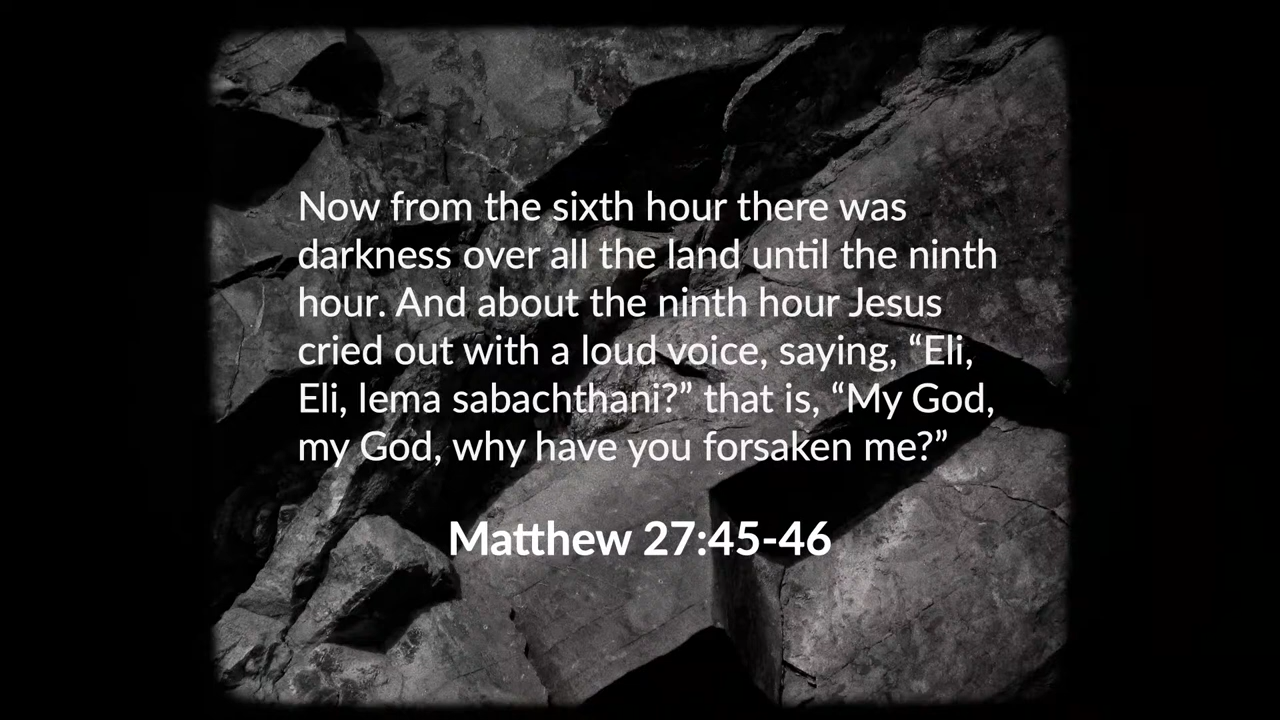 Now from the sixth hour there was
darkness over all the land until the ninth
hour. And about the ninth hour Jesus
cried out with a loud voice, saying, “Eli,
Eli, lema sabachthani?” that is, “My God,
my God, why have you forsaken me?”
Matthew 27:45-46